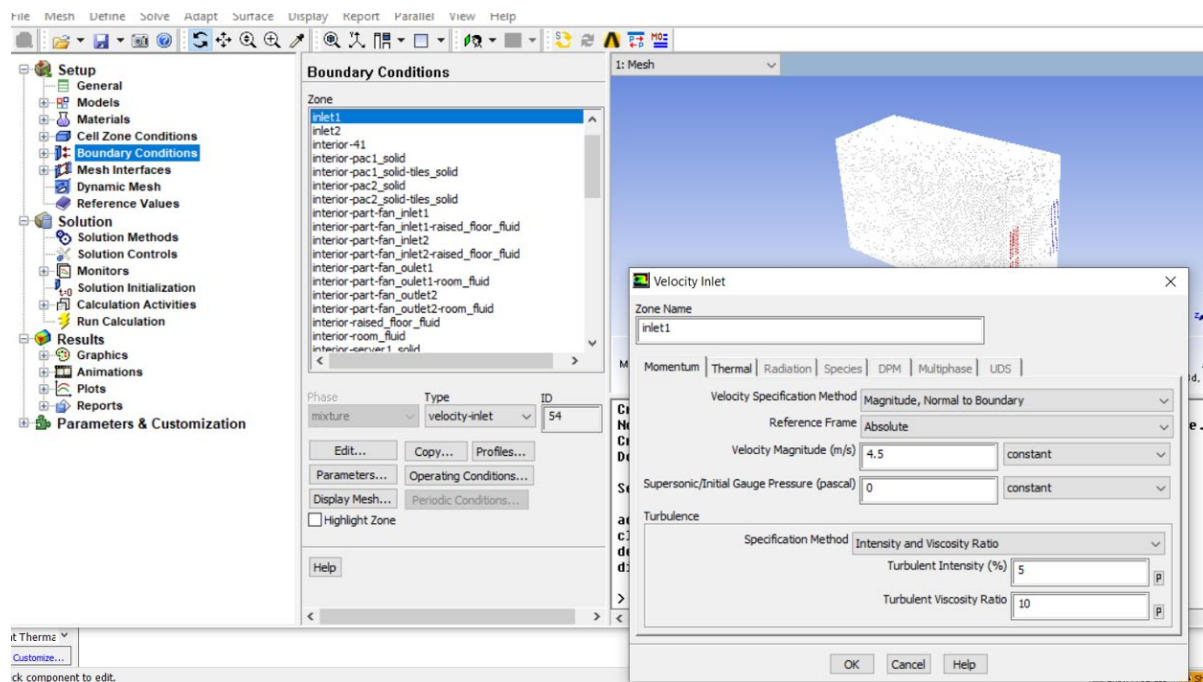 File Mesh Define Solve Adapt Surface Display Report Parallel View Help
Setup
General
Models
Materials
Cell Zone Conditions
Boundary Conditions
Mesh Interfaces
Dynamic Mesh
Reference Values
Solution
Solution Methods
Solution Controls
Monitors
Solution Initialization
Calculation Activities
Run Calculation
Results
Graphics
Animations
Plots
Reports
Parameters & Customization
Boundary Conditions
Zone
inlet1
inlet2
interior-41
interior-pac1_solid
interior-pac1_solid-tiles_solid
interior-pac2_solid
interior-pac2_solid-tiles_solid
interior-part-fan_inlet1
interior-part-fan_inlet1-raised_floor_fluid
interior-part-fan_inlet2
interior-part-fan_inlet2-raised_floor_fluid
interior-part-fan_oulet1
interior-part-fan_oulet1-room_fluid
interior-part-fan_outlet2
interior-part-fan_outlet2-room_fluid
interior-raised_floor_fluid
interior-room_fluid
interior-server1_solid
Phase Type ID
mixture velocity-inlet 54
Edit... Copy... Profiles...
Parameters... Operating Conditions...
Display Mesh... Periodic Conditions...
Highlight Zone
Help
1: Mesh
Velocity Inlet
Zone Name
inlet1
Momentum Thermal Radiation Species DPM Multiphase UDS
Velocity Specification Method Magnitude, Normal to Boundary
Reference Frame Absolute
Velocity Magnitude (m/s) 4.5 constant
Supersonic/Initial Gauge Pressure (pascal) 0 constant
Turbulence
Specification Method Intensity and Viscosity Ratio
Turbulent Intensity (%) 5 P
Turbulent Viscosity Ratio 10 P
OK Cancel Help
>
Customize...
ck component to edit.